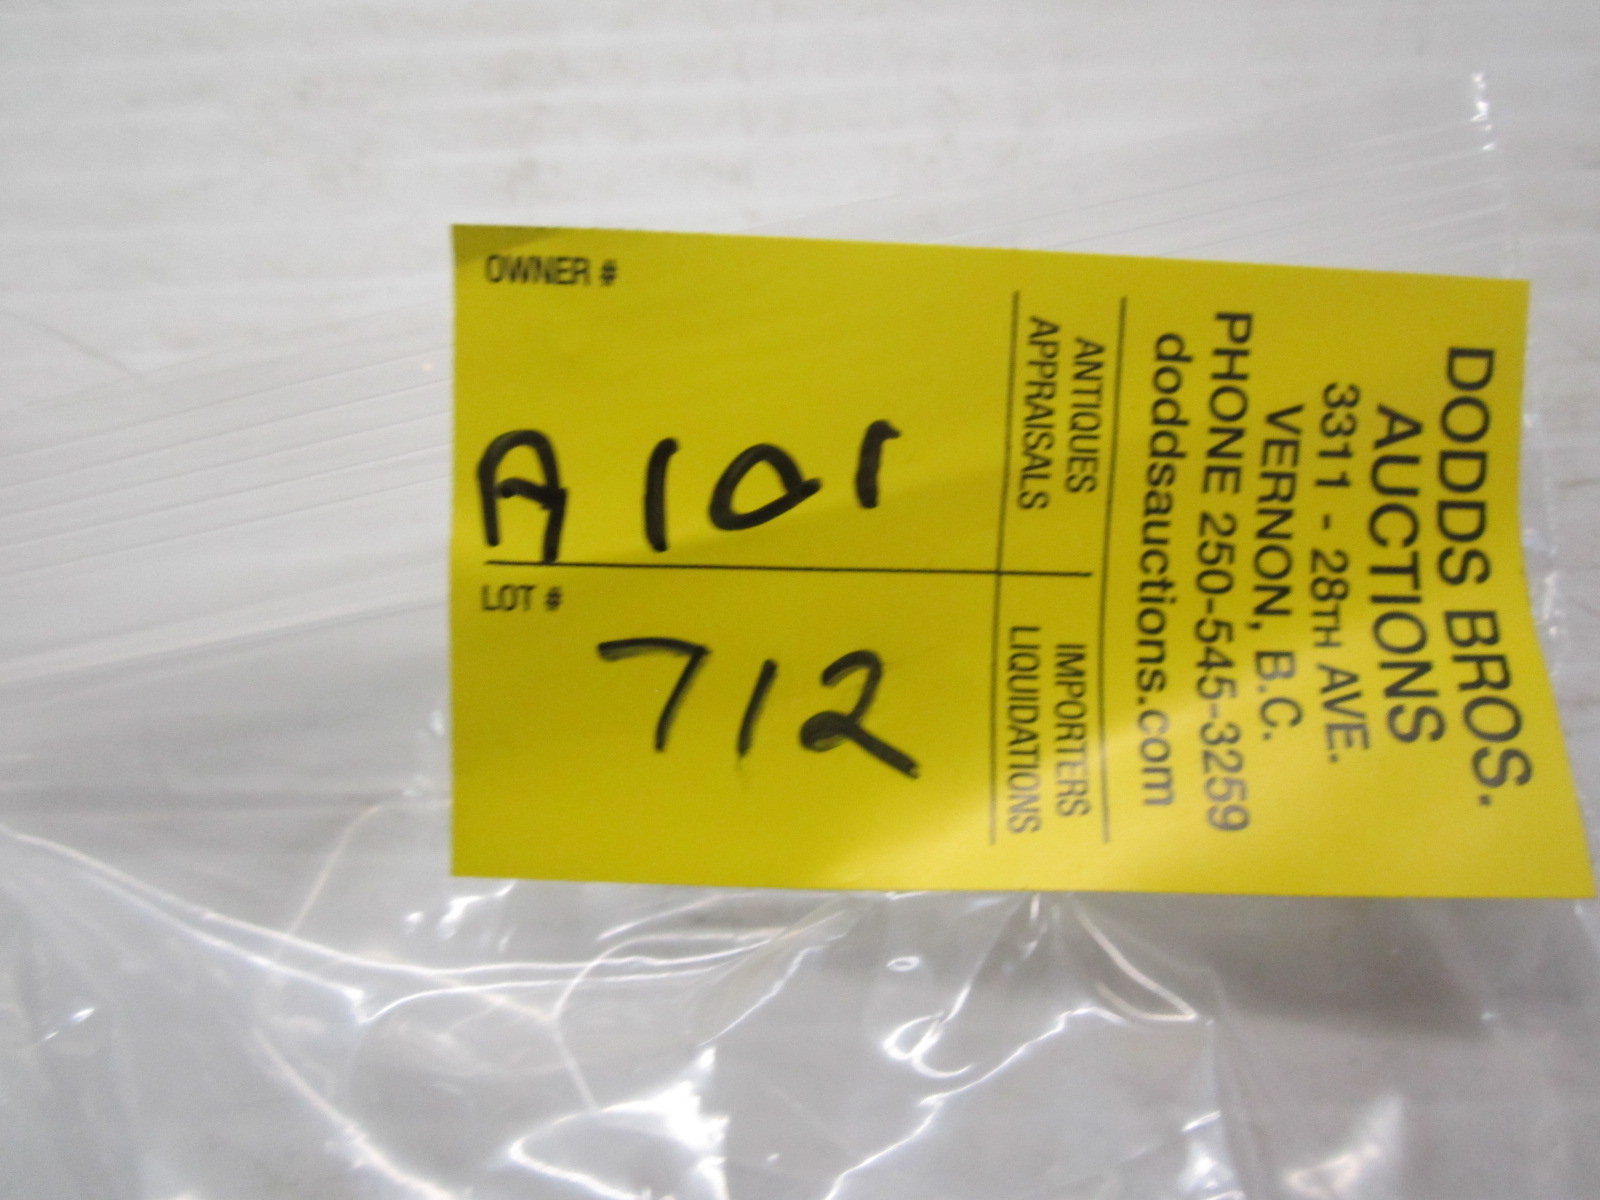 DODDS BROS.
AUCTIONS
3311 - 28TH AVE.
VERNON, B.C.
PHONE 250-545-3259
doddsauctions.com
ANTIQUES IMPORTERS
APPRAISALS LIQUIDATIONS
OWNER #
A 101
LOT #
712